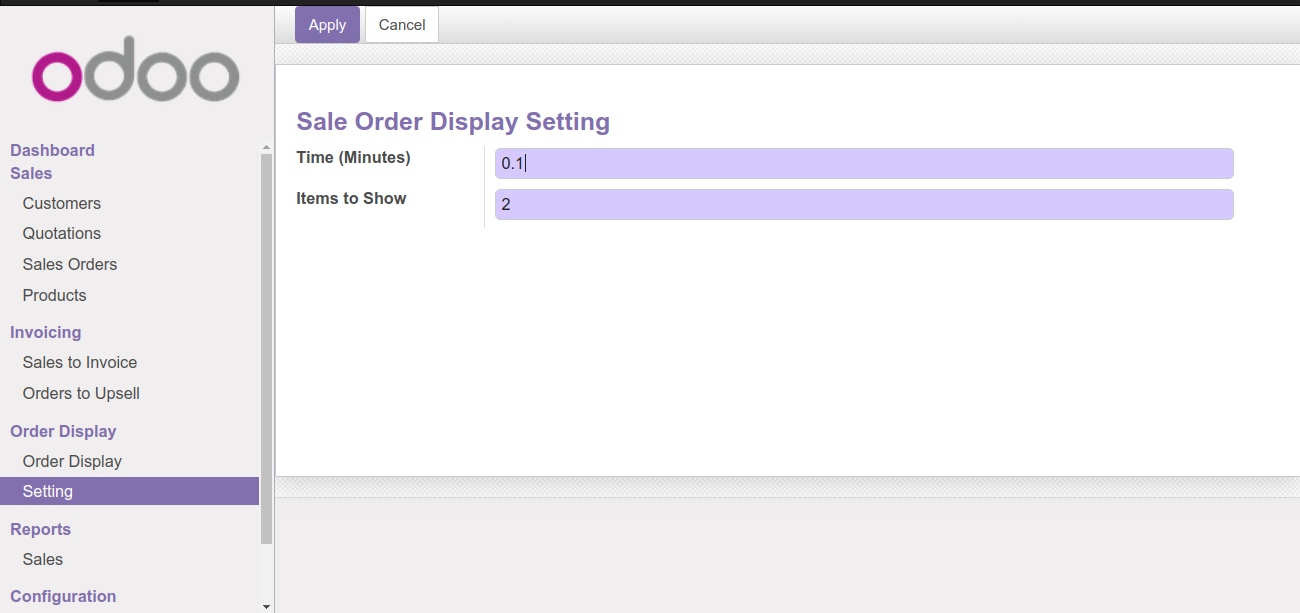 odoo
Dashboard
Sales
Customers
Quotations
Sales Orders
Products
Invoicing
Sales to Invoice
Orders to Upsell
Order Display
Order Display
Setting
Reports
Sales
Configuration
Apply Cancel
Sale Order Display Setting
Time (Minutes) 0.1
Items to Show 2